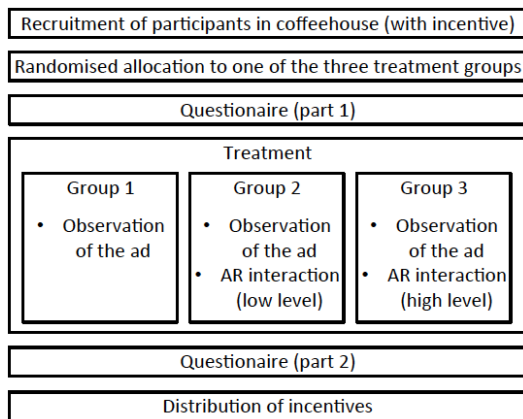 Recruitment of participants in coffeehouse (with incentive)
Randomised allocation to one of the three treatment groups
Questionaire (part 1)
Treatment
Group 1
• Observation
of the ad
Group 2
• Observation
of the ad
• AR interaction
(low level)
Group 3
• Observation
of the ad
• AR interaction
(high level)
Questionaire (part 2)
Distribution of incentives